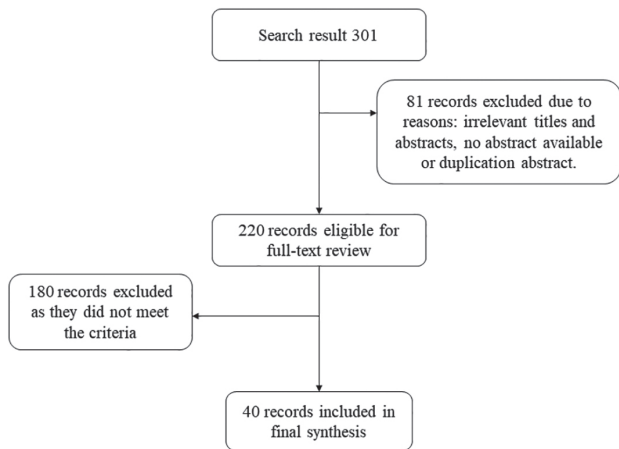 Search result 301
81 records excluded due to
reasons: irrelevant titles and
abstracts, no abstract available
or duplication abstract.
220 records eligible for
full-text review
180 records excluded
as they did not meet
the criteria
40 records included in
final synthesis